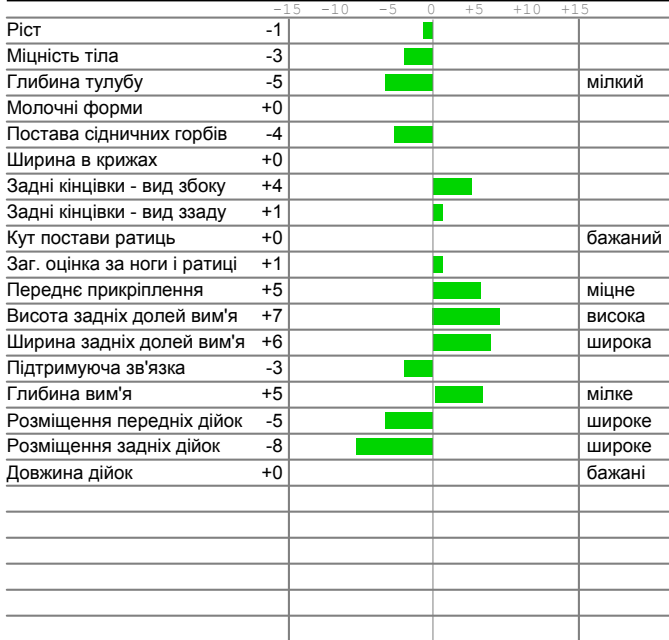 -15 -10 -5 0 +5 +10 +15
Ріст -1
Міцність тіла -3
Глибина тулубу -5 мілкий
Молочні форми +0
Постава сідничних горбів -4
Ширина в крижах +0
Задні кінцівки - вид збоку +4
Задні кінцівки - вид ззаду +1
Кут постави ратиць +0 бажаний
Заг. оцінка за ноги і ратиці +1
Переднє прикріплення +5 міцне
Висота задніх долей вим'я +7 висока
Ширина задніх долей вим'я +6 широка
Підтримуюча зв'язка -3
Глибина вим'я +5 мілке
Розміщення передніх дійок -5 широке
Розміщення задніх дійок -8 широке
Довжина дійок +0 бажані